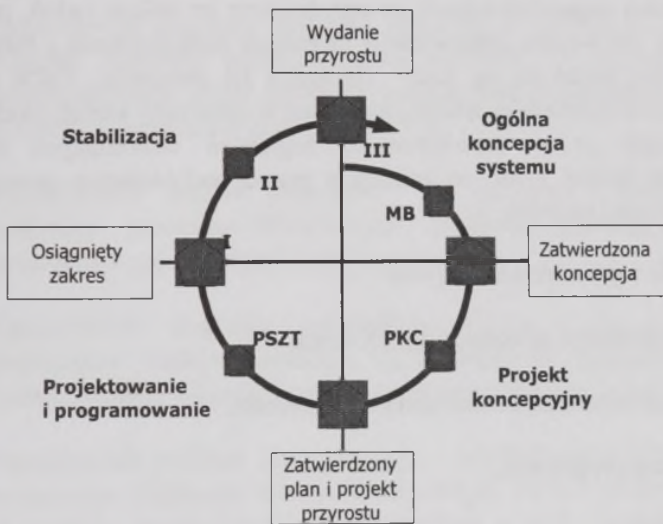 Wydanie
przyrostu
Stabilizacja
Ogólna
koncepcja
systemu
III
II
MB
I
Osiągnięty
zakres
Zatwierdzona
koncepcja
PSZT
PKC
Projektowanie
i programowanie
Projekt
koncepcyjny
Zatwierdzony
plan i projekt
przyrostu